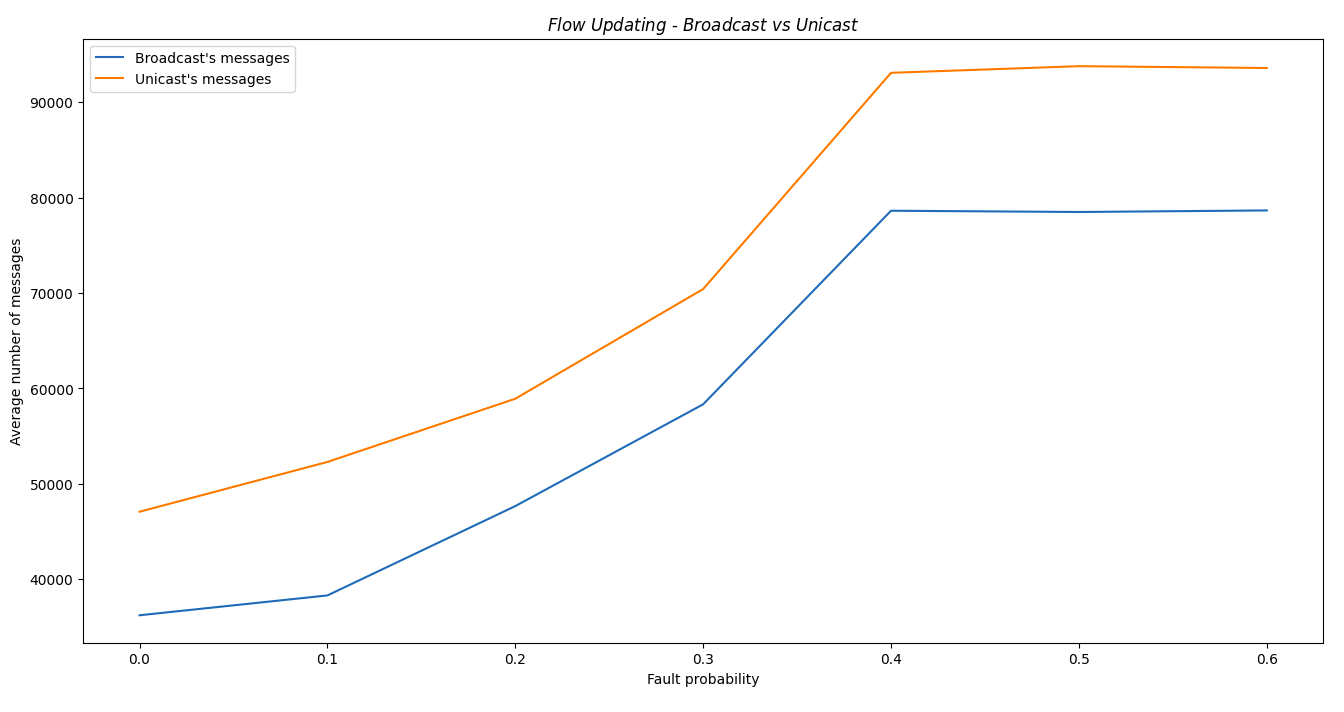 Flow Updating - Broadcast vs Unicast
Broadcast's messages
Unicast's messages
Average number of messages
90000
80000
70000
60000
50000
40000
0.0 0.1 0.2 0.3 0.4 0.5 0.6
Fault probability